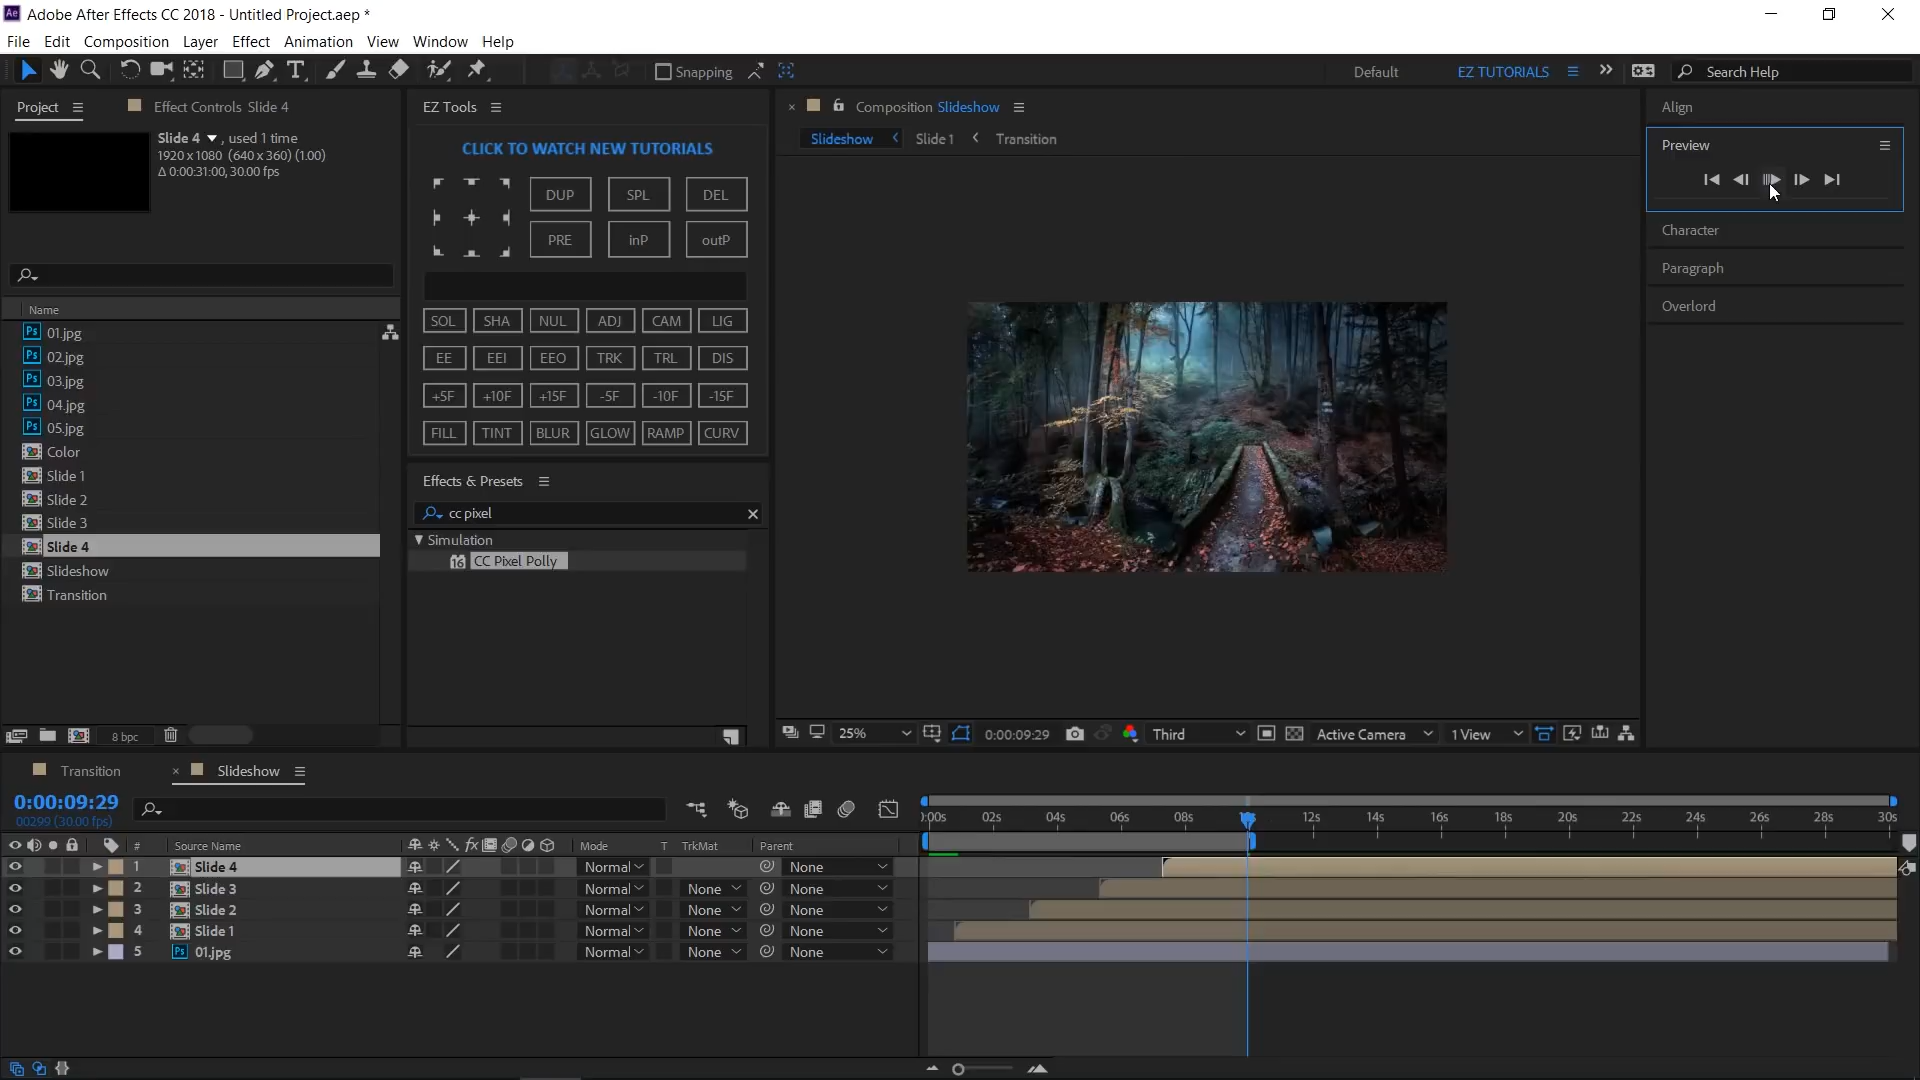 Ae Adobe After Effects CC 2018 - Untitled Project.aep *
File Edit Composition Layer Effect Animation View Window Help
Snapping Default EZ TUTORIALS Search Help
Project Effect Controls Slide 4
Slide 4 , used 1 time
1920 x 1080 (640 x 360) (1.00)
Δ 0:00:31:00, 30.00 fps
Name
Ps 01.jpg
Ps 02.jpg
Ps 03.jpg
Ps 04.jpg
Ps 05.jpg
Color
Slide 1
Slide 2
Slide 3
Slide 4
Slideshow
Transition
8 bpc
EZ Tools
CLICK TO WATCH NEW TUTORIALS
DUP SPL DEL
PRE inP outP
SOL SHA NUL ADJ CAM LIG
EE EEI EEO TRK TRL DIS
+5F +10F +15F -5F -10F -15F
FILL TINT BLUR GLOW RAMP CURV
Effects & Presets
cc pixel
Simulation
16 CC Pixel Polly
Composition Slideshow
Slideshow Slide 1 Transition
25% 0:00:09:29 Third Active Camera 1 View
Align
Preview
Character
Paragraph
Overlord
Transition Slideshow
0:00:09:29
00299 (30.00 fps)
# Source Name fx Mode T TrkMat Parent
1 Slide 4 Normal None
2 Slide 3 Normal None None
3 Slide 2 Normal None None
4 Slide 1 Normal None None
5 Ps 01.jpg Normal None None
:00s 02s 04s 06s 08s 12s 14s 16s 18s 20s 22s 24s 26s 28s 30s